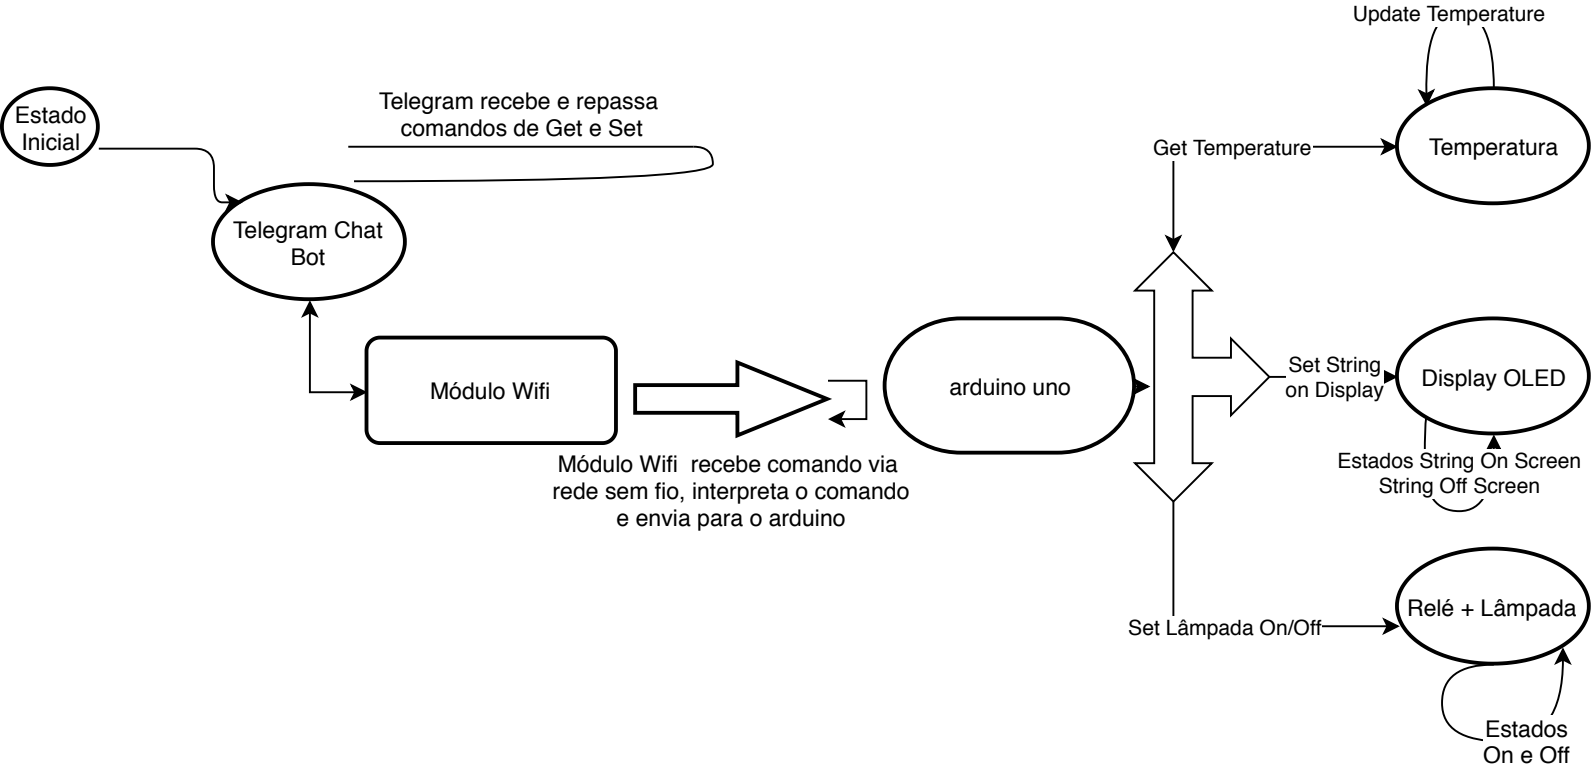 Update Temperature
Estado
Inicial
Telegram recebe e repassa
comandos de Get e Set
Get Temperature
Temperatura
Telegram Chat
Bot
Módulo Wifi
arduino uno
Set String
on Display
Display OLED
Módulo Wifi  recebe comando via
rede sem fio, interpreta o comando
e envia para o arduino
Estados String On Screen
String Off Screen
Set Lâmpada On/Off
Relé + Lâmpada
Estados
On e Off